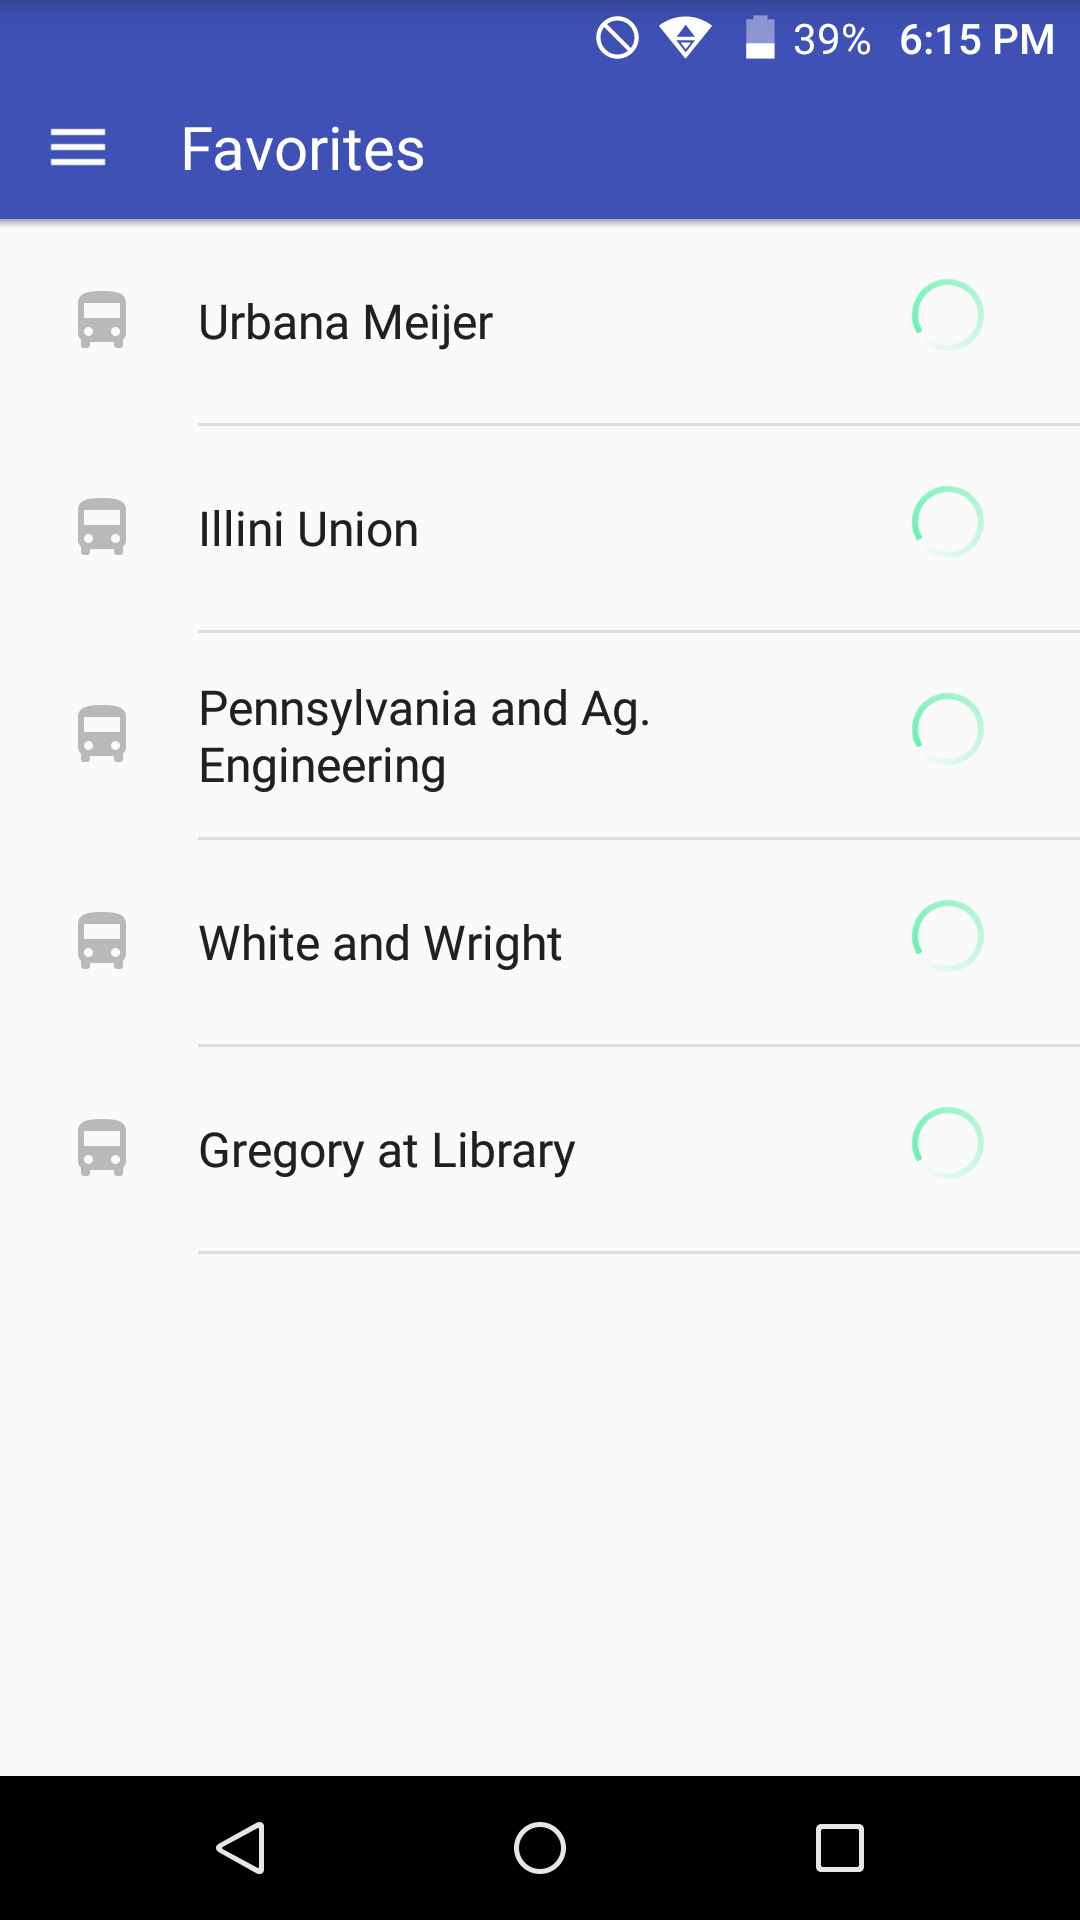 39% 6:15 PM
Favorites
Urbana Meijer
Illini Union
Pennsylvania and Ag.
Engineering
White and Wright
Gregory at Library